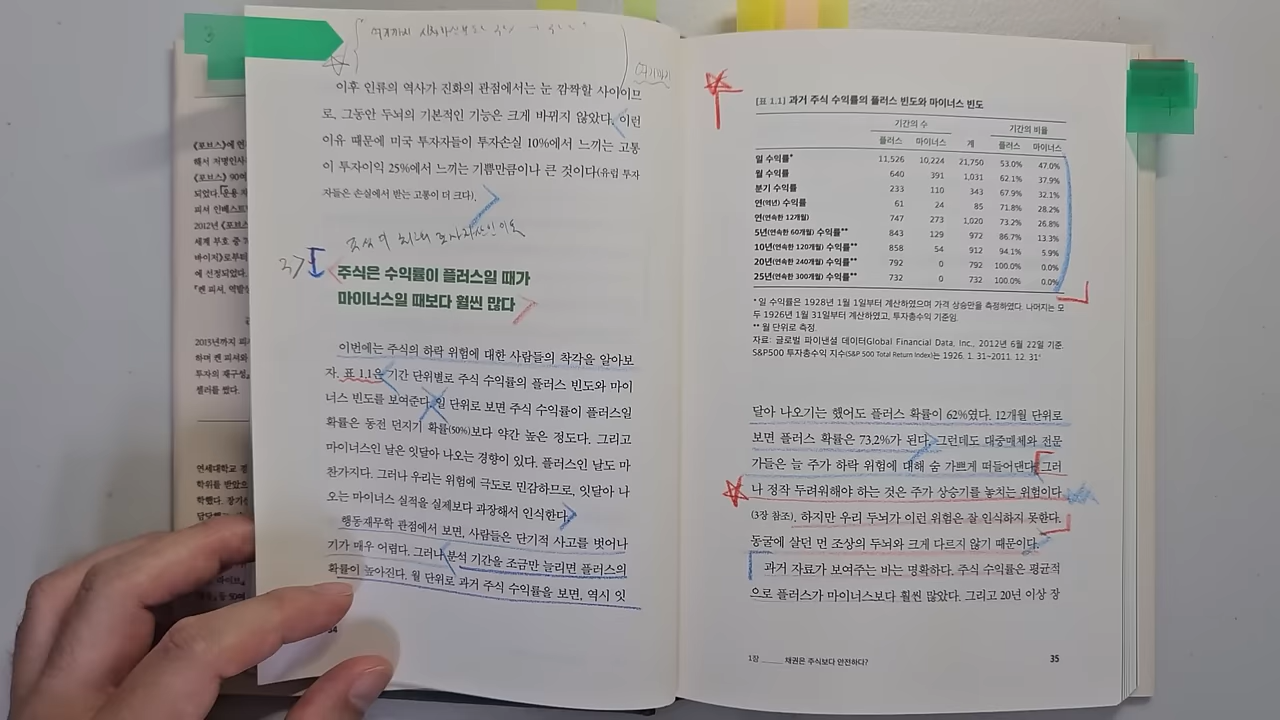 3
여기까지
이후 인류의 역사가 진화의 관점에서는 눈 깜짝할 사이이므
로, 그동안 두뇌의 기본적인 기능은 크게 바뀌지 않았다. 이런
이유 때문에 미국 투자자들이 투자손실 10%에서 느끼는 고통
이 투자이익 25%에서 느끼는 기쁨만큼이나 큰 것이다(유럽 투자
자들은 손실에서 받는 고통이 더 크다).
3>
주식은 수익률이 플러스일 때가
마이너스일 때보다 훨씬 많다
이번에는 주식의 하락 위험에 대한 사람들의 착각을 알아보
자. 표 1.1은 기간 단위별로 주식 수익률의 플러스 빈도와 마이
너스 빈도를 보여준다. 일 단위로 보면 주식 수익률이 플러스일
확률은 동전 던지기 확률(50%)보다 약간 높은 정도다. 그리고
마이너스인 날은 잇달아 나오는 경향이 있다. 플러스인 날도 마
찬가지다. 그러나 우리는 위험에 극도로 민감하므로, 잇달아 나
오는 마이너스 실적을 실제보다 과장해서 인식한다.
행동재무학 관점에서 보면, 사람들은 단기적 사고를 벗어나
기가 매우 어렵다. 그러나 분석 기간을 조금만 늘리면 플러스의
확률이 높아진다. 월 단위로 과거 주식 수익률을 보면, 역시 잇
[표 1.1] 과거 주식 수익률의 플러스 빈도와 마이너스 빈도
기간의 수 기간의 비율
플러스 마이너스 계 플러스 마이너스
일 수익률* 11,526 10,224 21,750 53.0% 47.0%
월 수익률 640 391 1,031 62.1% 37.9%
분기 수익률 233 110 343 67.9% 32.1%
연(역년) 수익률 61 24 85 71.8% 28.2%
연(연속한 12개월) 747 273 1,020 73.2% 26.8%
5년(연속한 60개월) 수익률** 843 129 972 86.7% 13.3%
10년(연속한 120개월) 수익률** 858 54 912 94.1% 5.9%
20년(연속한 240개월) 수익률** 792 0 792 100.0% 0.0%
25년(연속한 300개월) 수익률** 732 0 732 100.0% 0.0%
* 일 수익률은 1928년 1월 1일부터 계산하였으며 가격 상승만을 측정하였다. 나머지는 모
두 1926년 1월 31일부터 계산하였고, 투자총수익 기준임.
** 월 단위로 측정.
자료: 글로벌 파이낸셜 데이터Global Financial Data, Inc., 2012년 6월 22일 기준.
S&P500 투자총수익 지수(S&P 500 Total Return Index)는 1926. 1. 31~2011. 12. 31
달아 나오기는 했어도 플러스 확률이 62%였다. 12개월 단위로
보면 플러스 확률은 73.2%가 된다. 그런데도 대중매체와 전문
가들은 늘 주가 하락 위험에 대해 숨 가쁘게 떠들어댄다. 그러
나 정작 두려워해야 하는 것은 주가 상승기를 놓치는 위험이다
(3장 참조). 하지만 우리 두뇌가 이런 위험은 잘 인식하지 못한다.
동굴에 살던 먼 조상의 두뇌와 크게 다르지 않기 때문이다.
과거 자료가 보여주는 바는 명확하다. 주식 수익률은 평균적
으로 플러스가 마이너스보다 훨씬 많았다. 그리고 20년 이상 장
1장 채권은 주식보다 안전하다? 35